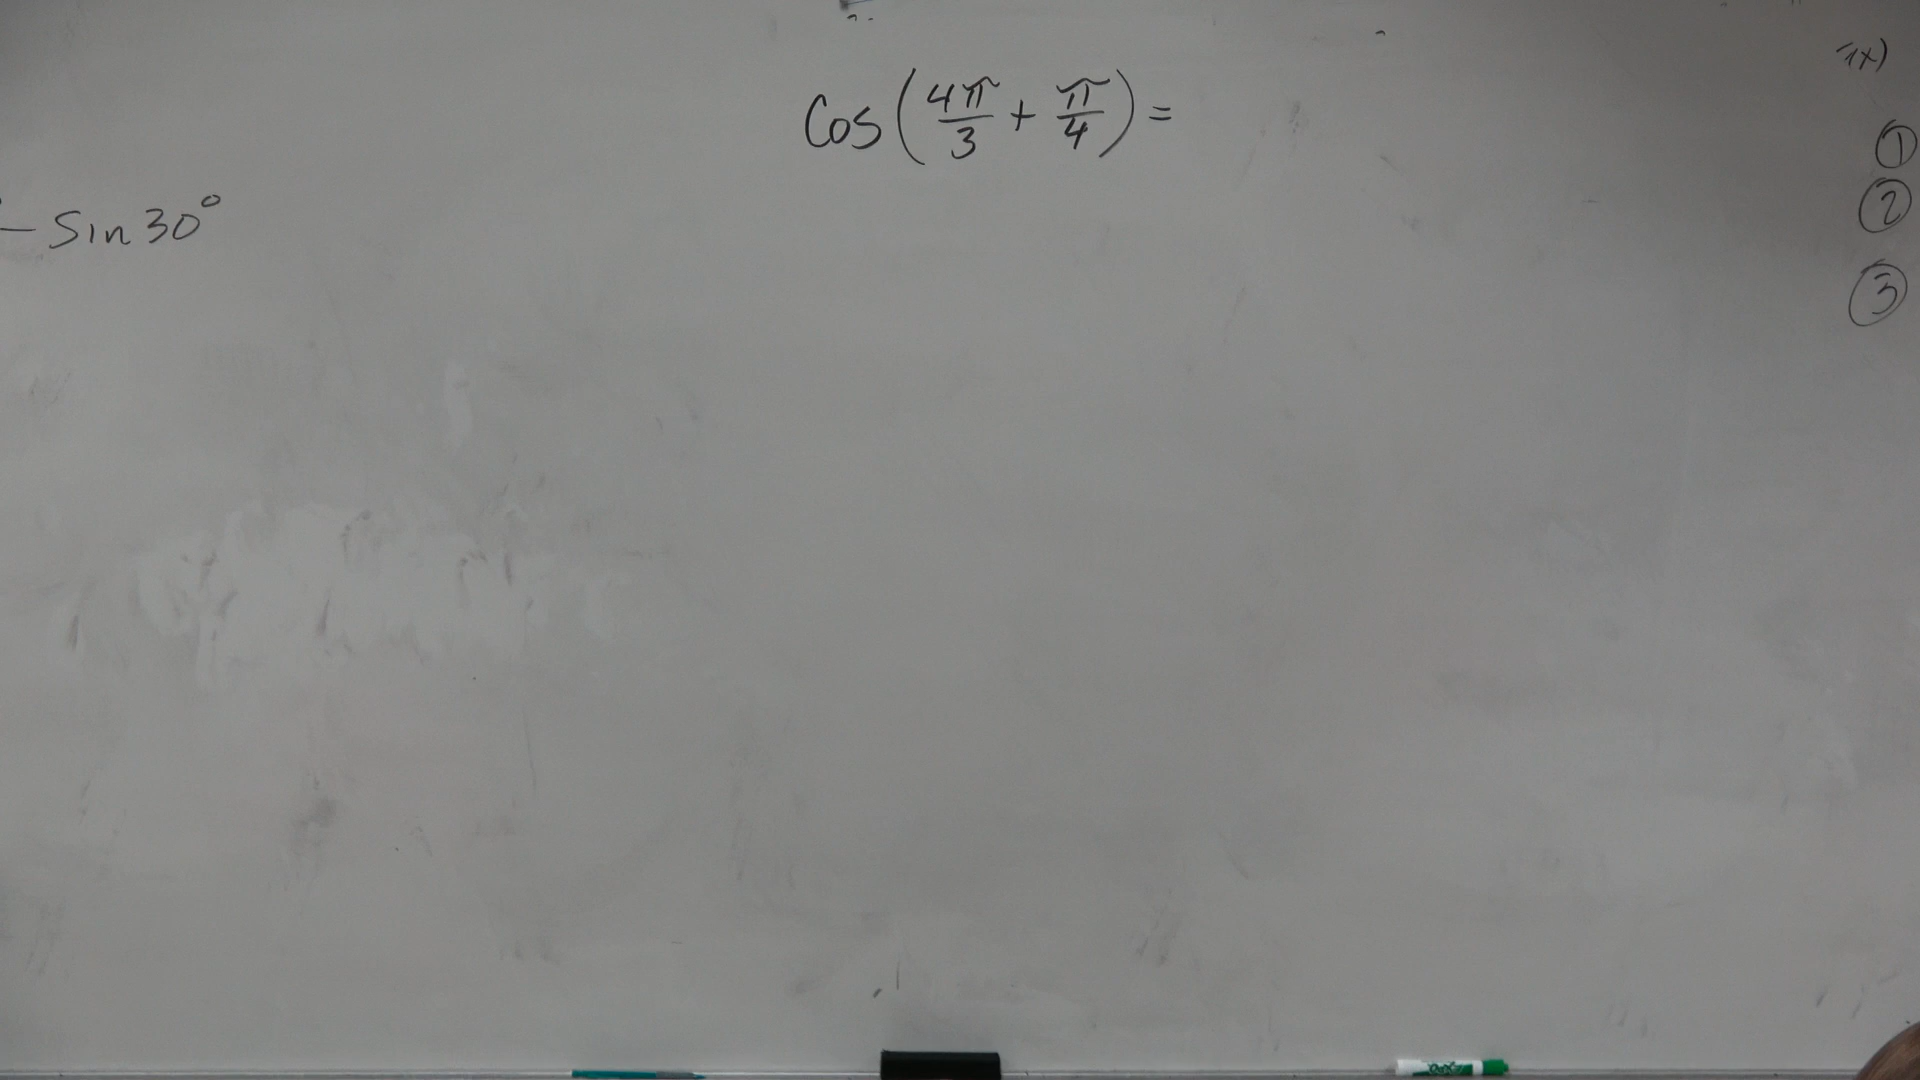 Cos(4π/3 + π/4) =
- Sin 30°
①
②
③